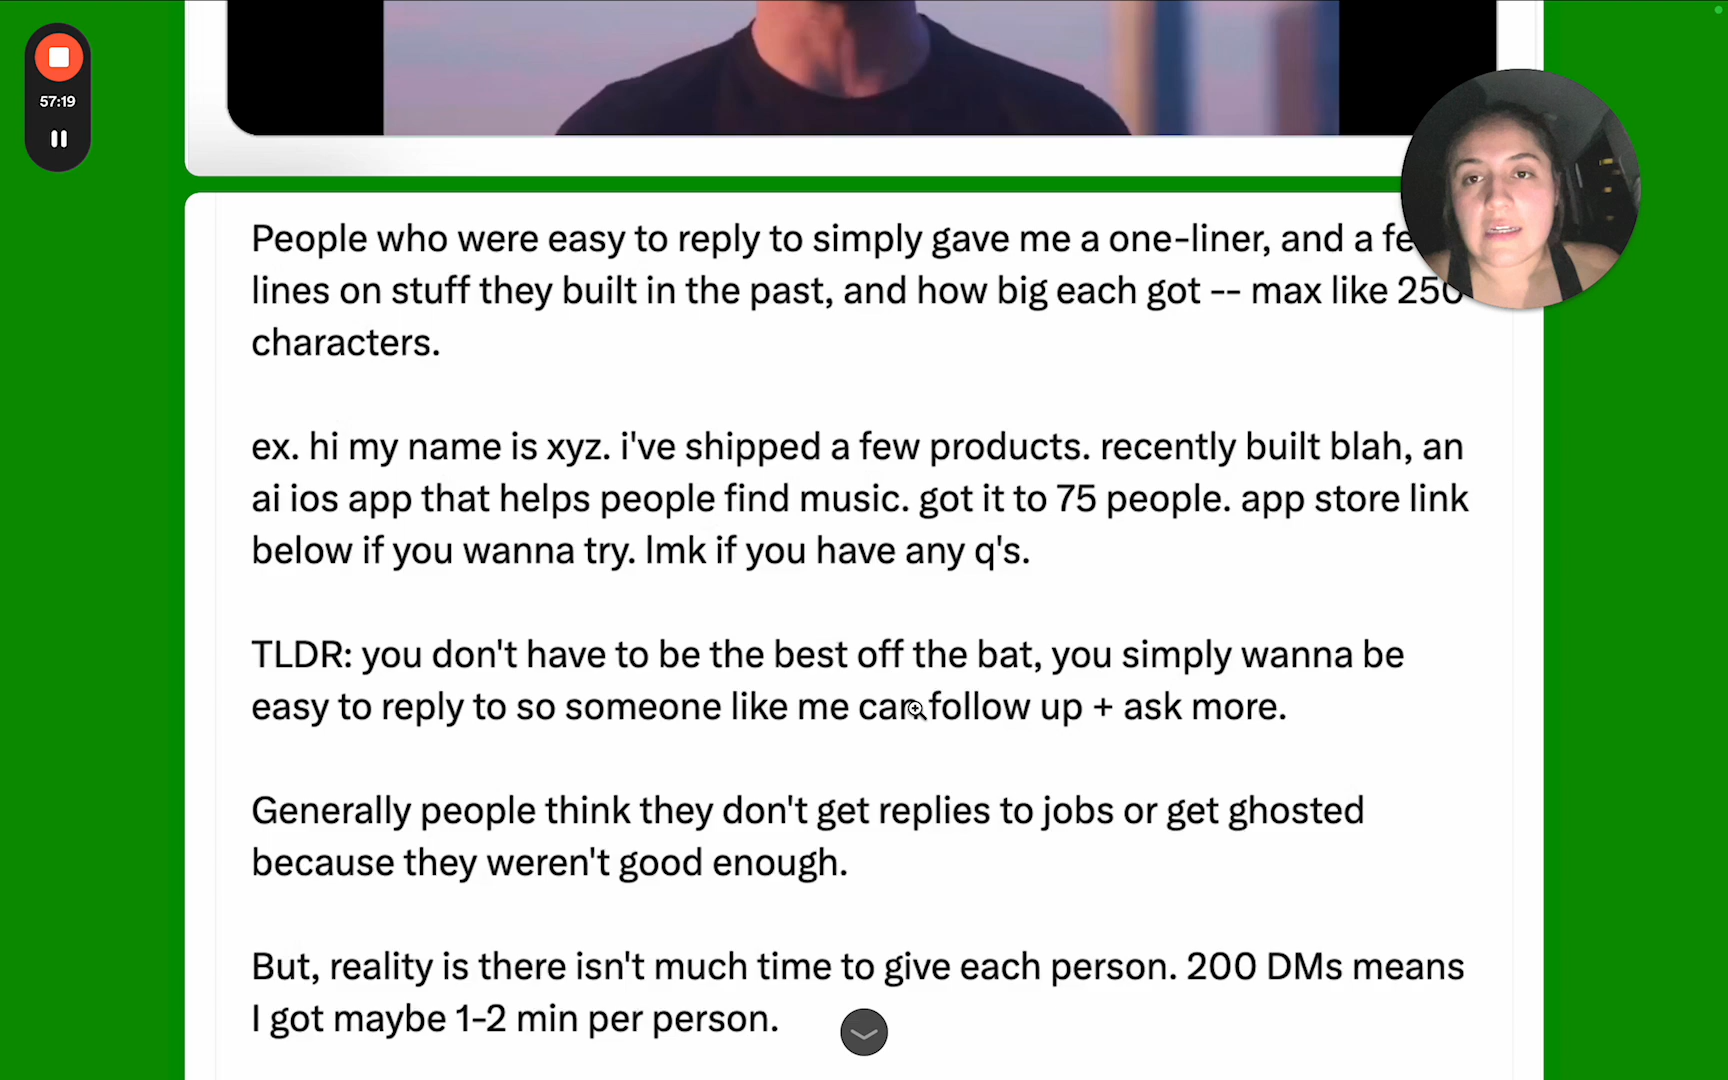 57:19
People who were easy to reply to simply gave me a one-liner, and a fe
lines on stuff they built in the past, and how big each got -- max like 250
characters.
ex. hi my name is xyz. i've shipped a few products. recently built blah, an
ai ios app that helps people find music. got it to 75 people. app store link
below if you wanna try. lmk if you have any q's.
TLDR: you don't have to be the best off the bat, you simply wanna be
easy to reply to so someone like me can follow up + ask more.
Generally people think they don't get replies to jobs or get ghosted
because they weren't good enough.
But, reality is there isn't much time to give each person. 200 DMs means
I got maybe 1-2 min per person.